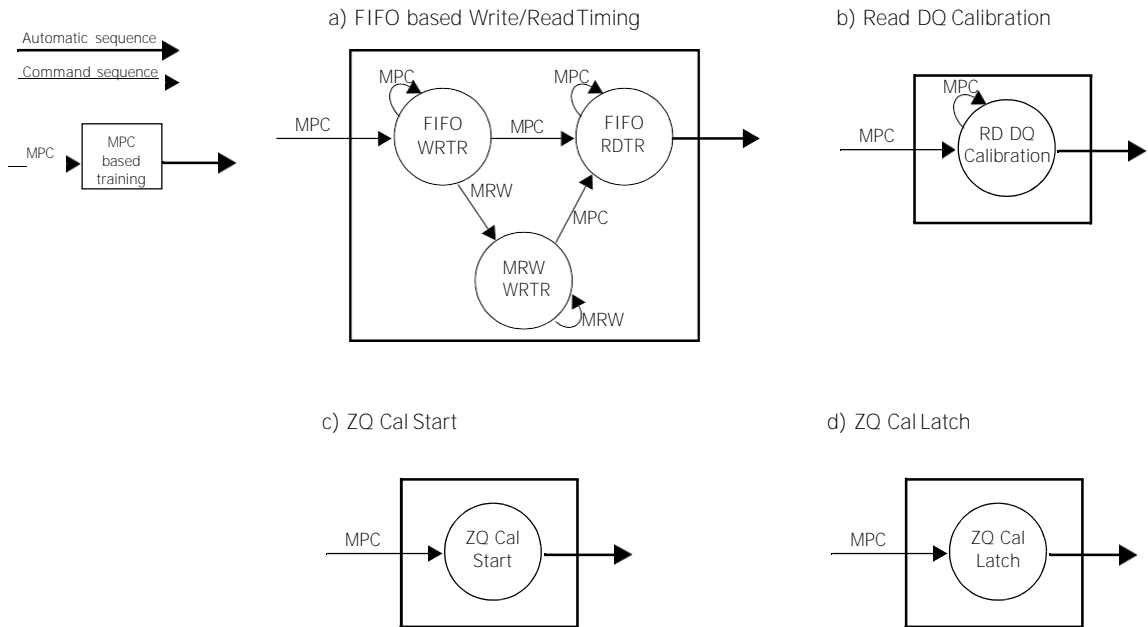 a) FIFO based Write/Read Timing
b) Read DQ Calibration
Automatic sequence
Command sequence
MPC
MPC
based
training
MPC
MPC
FIFO
WRTR
MPC
MPC
FIFO
RDTR
MRW
MPC
MRW
WRTR
MRW
MPC
MPC
RD DQ
Calibration
c) ZQ Cal Start
d) ZQ Cal Latch
MPC
ZQ Cal
Start
MPC
ZQ Cal
Latch